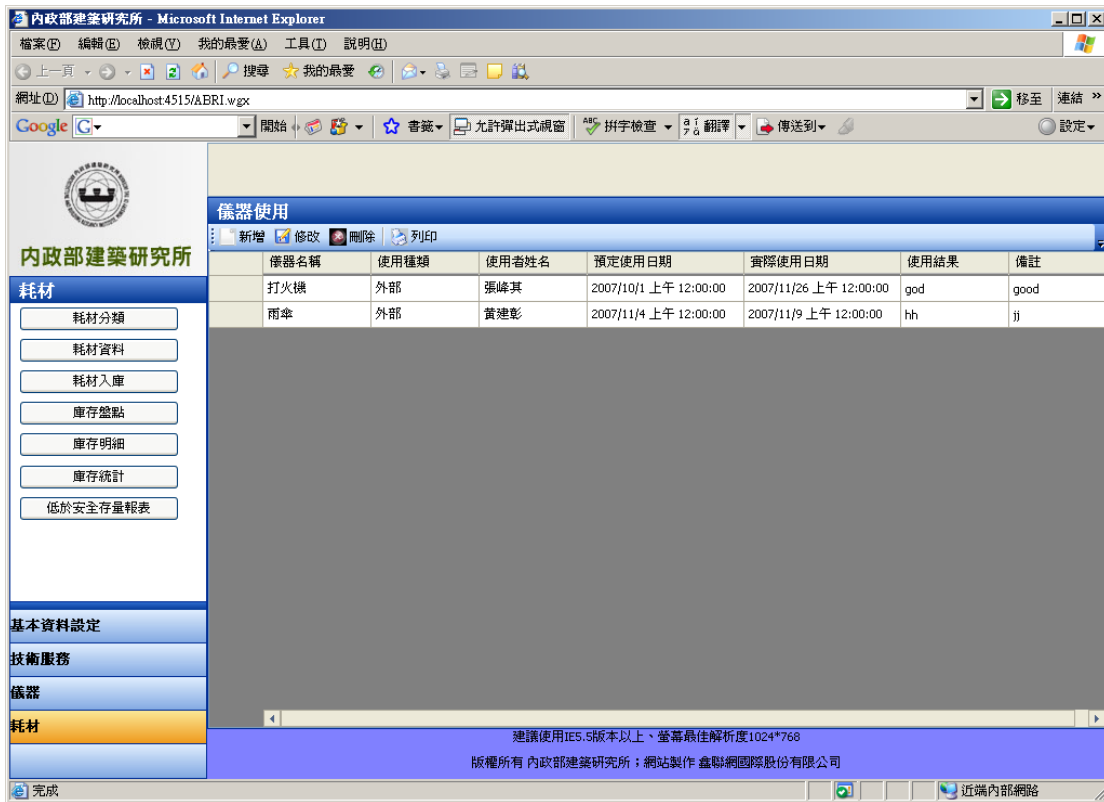 內政部建築研究所 - Microsoft Internet Explorer
檔案(F) 編輯(E) 檢視(V) 我的最愛(A) 工具(T) 說明(H)
上一頁 搜尋 我的最愛
網址(D) http://localhost:4515/ABRI.wgx 移至 連結 »
Google G 開始 書籤 允許彈出式視窗 ABC 拼字檢查 翻譯 傳送到 設定
內政部建築研究所
儀器使用
新增 修改 刪除 列印
儀器名稱 使用種類 使用者姓名 預定使用日期 實際使用日期 使用結果 備註
打火機 外部 張峰其 2007/10/1 上午 12:00:00 2007/11/26 上午 12:00:00 god good
雨傘 外部 黃建彰 2007/11/4 上午 12:00:00 2007/11/9 上午 12:00:00 hh jj
耗材
耗材分類
耗材資料
耗材入庫
庫存盤點
庫存明細
庫存統計
低於安全存量報表
基本資料設定
技術服務
儀器
耗材
建議使用IE5.5版本以上、螢幕最佳解析度1024*768
版權所有 內政部建築研究所；網站製作 鑫聯網國際股份有限公司
完成 近端內部網路